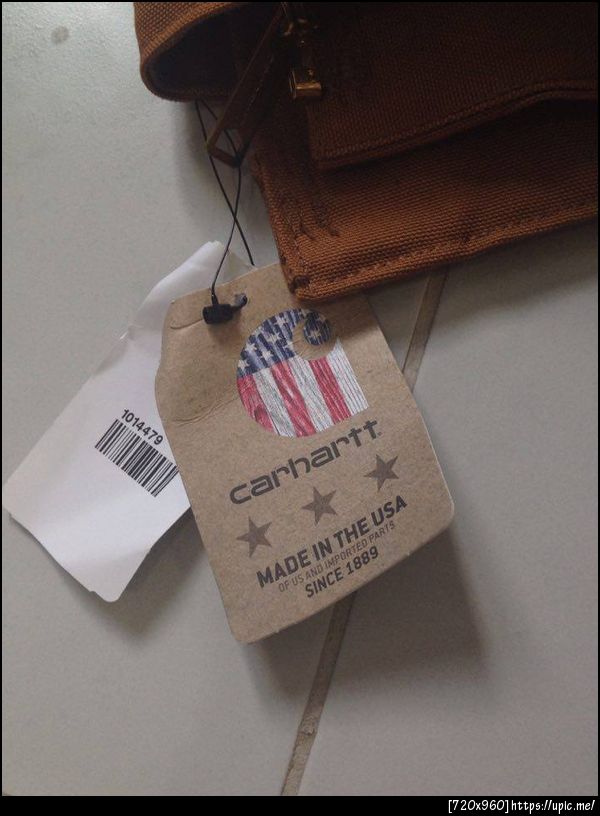 1014479
carhartt.
MADE IN THE USA
OF US AND IMPORTED PARTS
SINCE 1889
[720x960]https://upic.me/